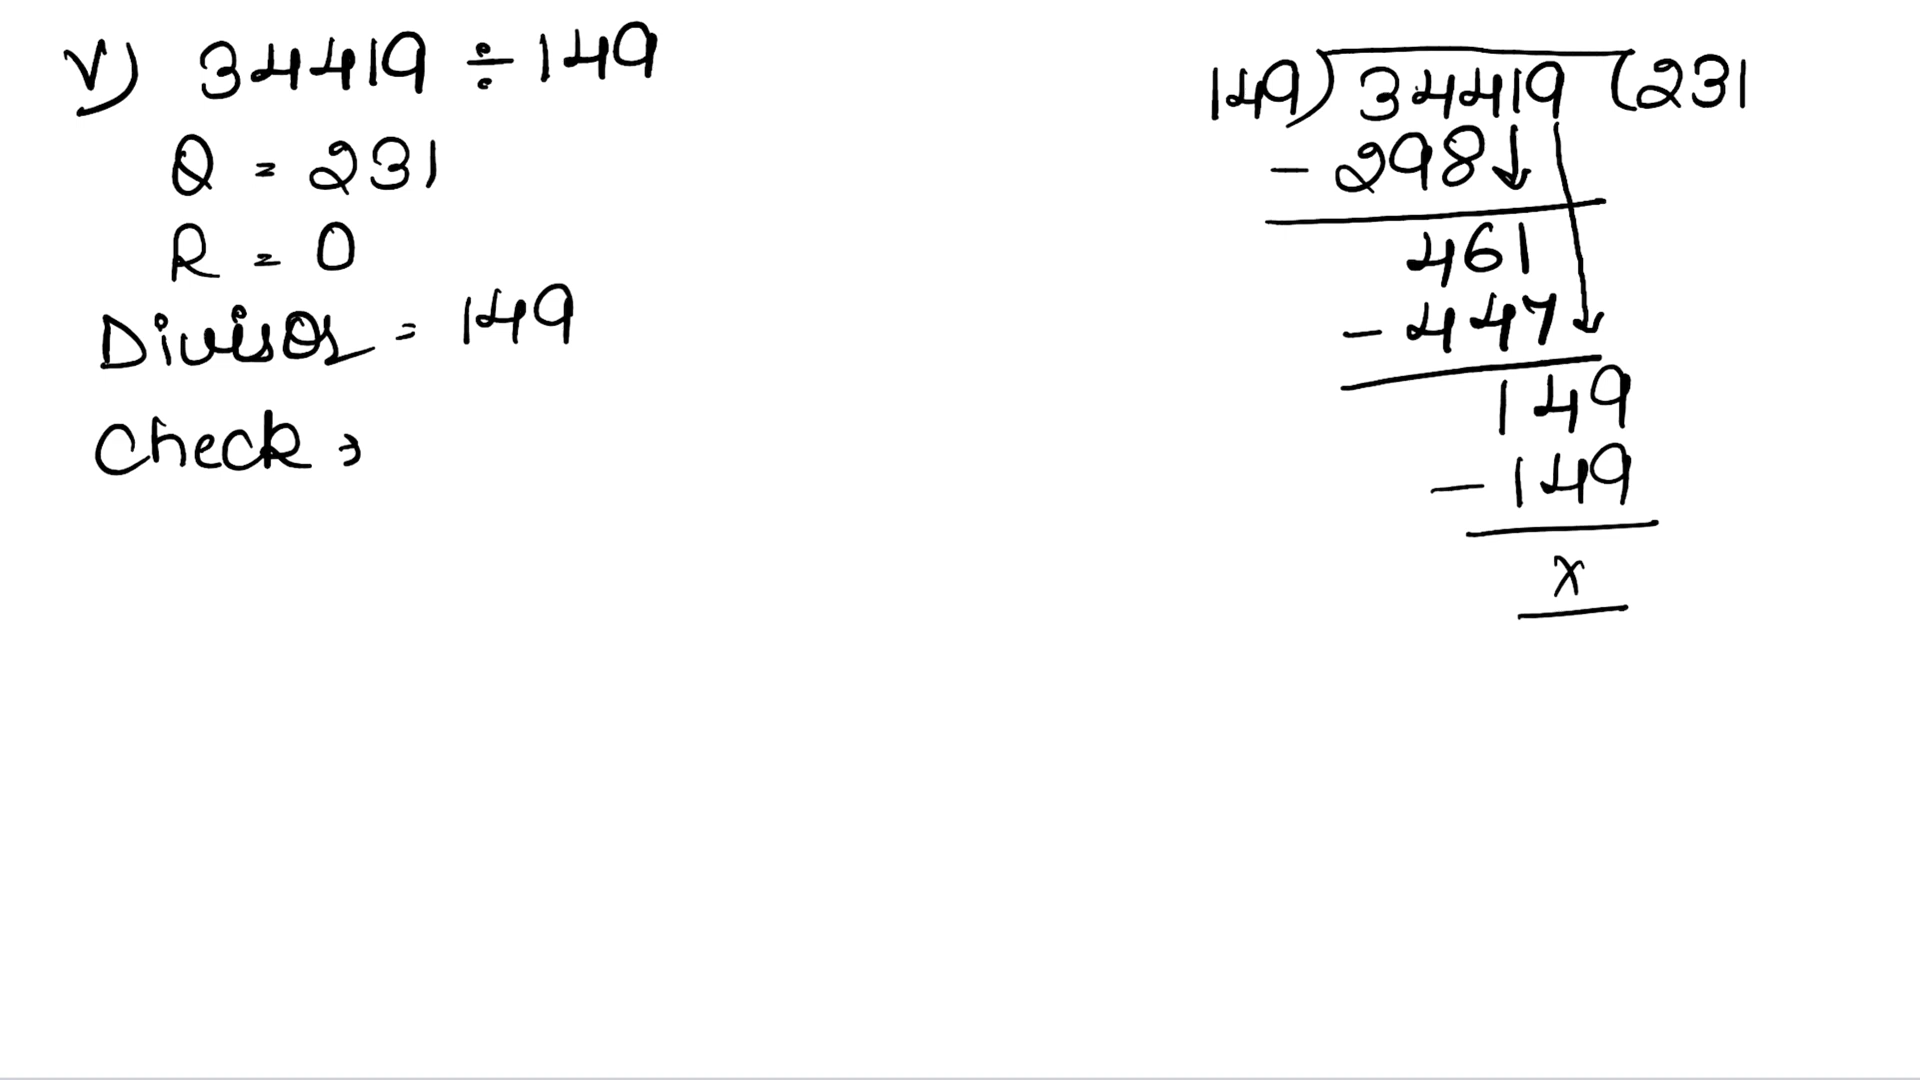 V) 34419 ÷ 149
Q = 231
R = 0
Divisor = 149
Check ⇒
149) 34419 (231
- 298↓
461
- 447↓
149
- 149
x